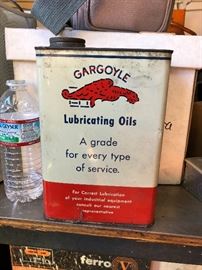 GARGOYLE
Lubricating Oils
A grade
for every type
of service.
For Correct Lubrication
of your industrial equipment
consult our nearest
representative
GEYSER
ferro